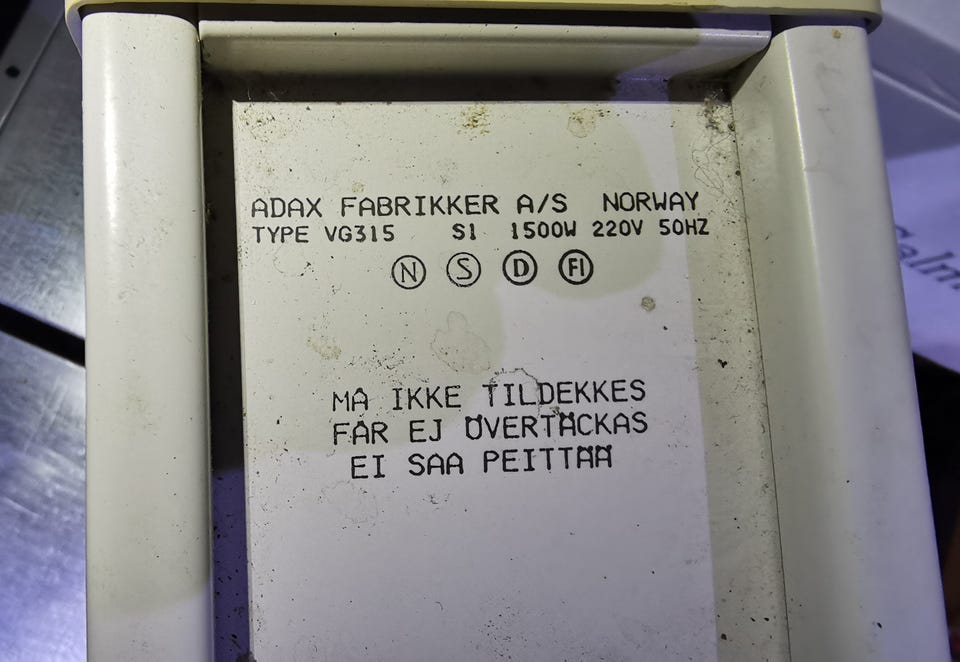 ADAX FABRIKKER A/S NORWAY
TYPE VG315 S1 1500W 220V 50HZ
N S D FI
MÅ IKKE TILDEKKES
FÅR EJ ÖVERTÄCKAS
EI SAA PEITTÄÄ